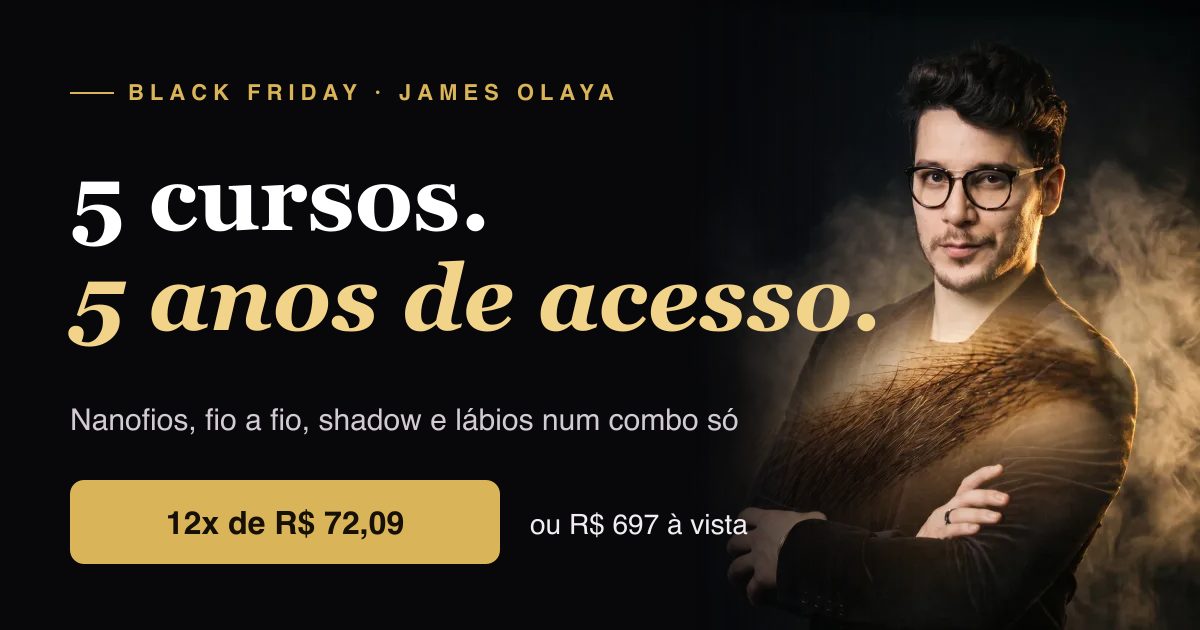 BLACK FRIDAY · JAMES OLAYA
5 cursos.
5 anos de acesso.
Nanofios, fio a fio, shadow e lábios num combo só
12x de R$ 72,09
ou R$ 697 à vista